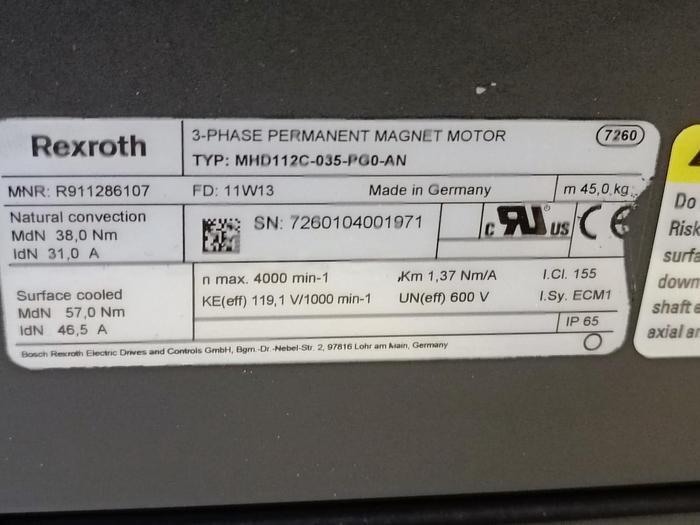 Rexroth
3-PHASE PERMANENT MAGNET MOTOR
7260
TYP: MHD112C-035-PG0-AN
MNR: R911286107
FD: 11W13
Made in Germany
m 45,0 kg
Natural convection
MdN 38,0 Nm
IdN 31,0 A
SN: 7260104001971
c RU US
CE
Surface cooled
MdN 57,0 Nm
IdN 46,5 A
n max. 4000 min-1
Km 1,37 Nm/A
I.Cl. 155
KE(eff) 119,1 V/1000 min-1
UN(eff) 600 V
I.Sy. ECM1
IP 65
Bosch Rexroth Electric Drives and Controls GmbH, Bgm.-Dr.-Nebel-Str. 2, 97816 Lohr am Main, Germany
Do
Risk
surfa
down
shaft
axial